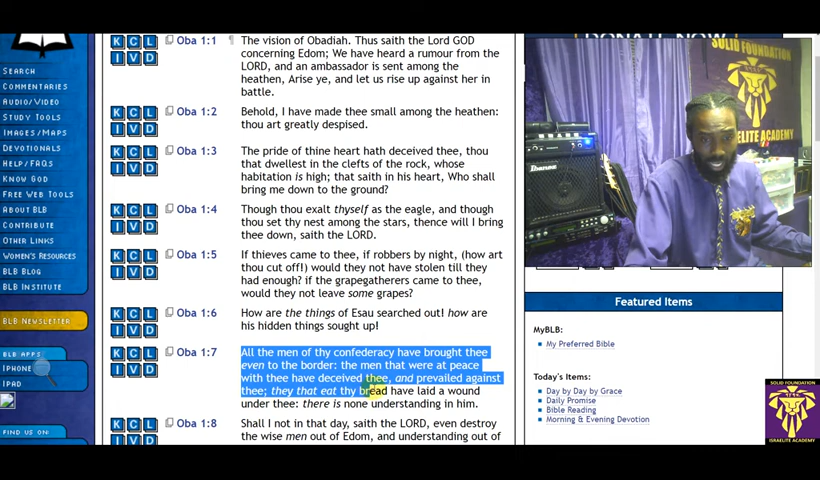 SEARCH
COMMENTARIES
AUDIO/VIDEO
STUDY TOOLS
IMAGES/MAPS
DEVOTIONALS
HELP/FAQS
KNOW GOD
FREE WEB TOOLS
ABOUT BLB
CONTRIBUTE
OTHER LINKS
WOMEN'S RESOURCES
BLB BLOG
BLB INSTITUTE
BLB NEWSLETTER
BLB APPS
IPHONE
IPAD
FIND US ON:
K C L Oba 1:1 ¶ The vision of Obadiah. Thus saith the Lord GOD
I V D concerning Edom; We have heard a rumour from the
LORD, and an ambassador is sent among the
heathen, Arise ye, and let us rise up against her in
battle.
K C L Oba 1:2 Behold, I have made thee small among the heathen:
I V D thou art greatly despised.
K C L Oba 1:3 The pride of thine heart hath deceived thee, thou
I V D that dwellest in the clefts of the rock, whose
habitation is high; that saith in his heart, Who shall
bring me down to the ground?
K C L Oba 1:4 Though thou exalt thyself as the eagle, and though
I V D thou set thy nest among the stars, thence will I bring
thee down, saith the LORD.
K C L Oba 1:5 If thieves came to thee, if robbers by night, (how art
I V D thou cut off!) would they not have stolen till they
had enough? if the grapegatherers came to thee,
would they not leave some grapes?
K C L Oba 1:6 How are the things of Esau searched out! how are
I V D his hidden things sought up!
K C L Oba 1:7 All the men of thy confederacy have brought thee
I V D even to the border: the men that were at peace
with thee have deceived thee, and prevailed against
thee; they that eat thy bread have laid a wound
under thee: there is none understanding in him.
K C L Oba 1:8 Shall I not in that day, saith the LORD, even destroy
I V D the wise men out of Edom, and understanding out of
DONATE NOW
SOLID FOUNDATION
ISRAELITE ACADEMY
Ibanez
Featured Items
MyBLB:
My Preferred Bible
Today's Items:
Day by Day by Grace
Daily Promise
Bible Reading
Morning & Evening Devotion
SOLID FOUNDATION
ISRAELITE ACADEMY